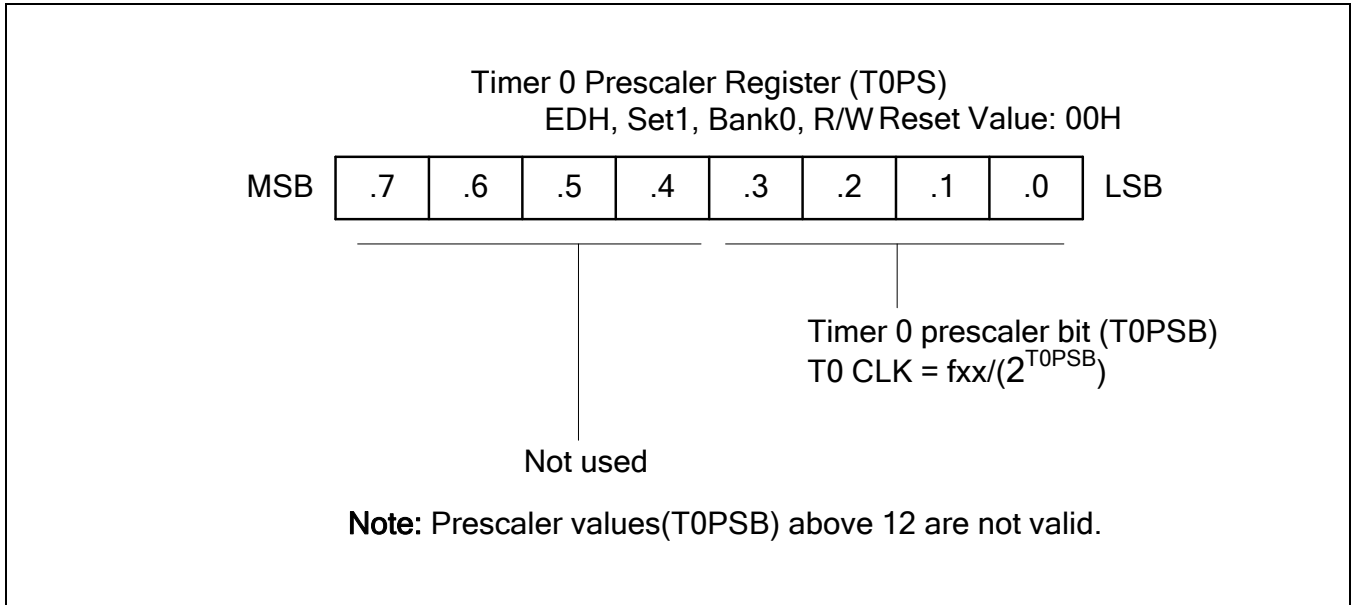 Timer 0 Prescaler Register (T0PS)
EDH, Set1, Bank0, R/W Reset Value: 00H
MSB .7 .6 .5 .4 .3 .2 .1 .0 LSB
Timer 0 prescaler bit (T0PSB)
T0 CLK = fxx/(2^T0PSB)
Not used
Note: Prescaler values(T0PSB) above 12 are not valid.